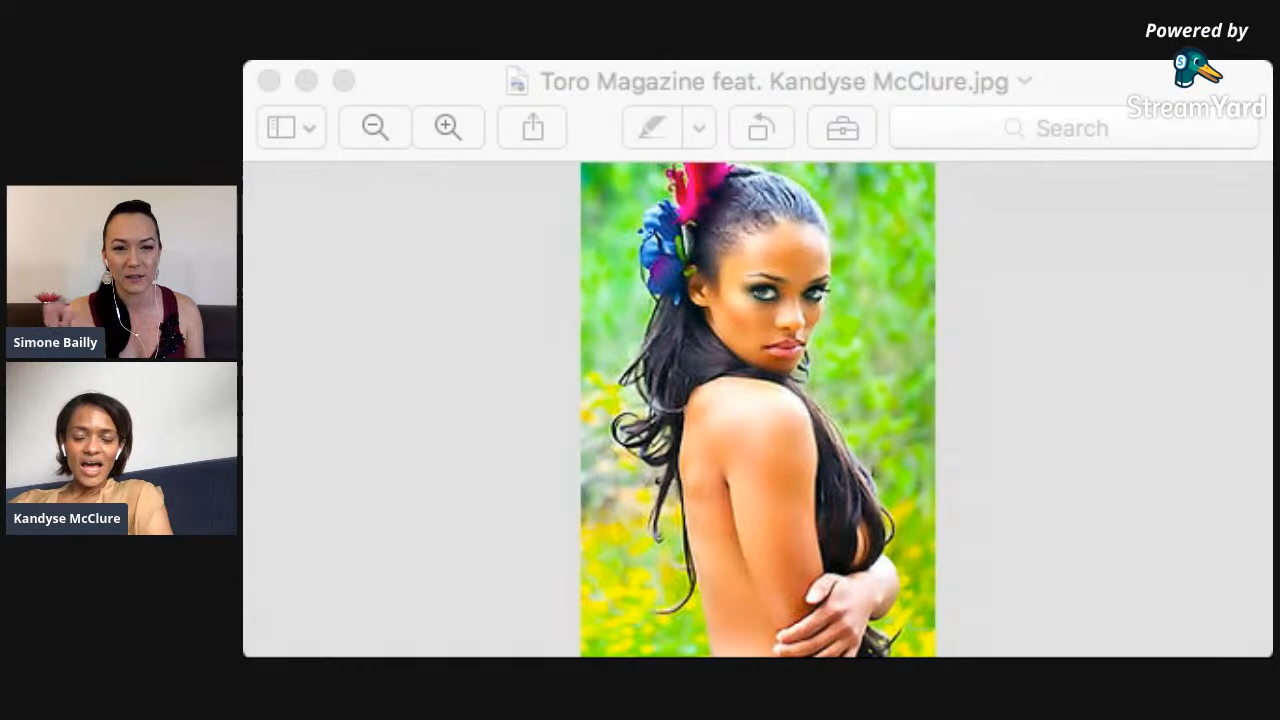 Powered by
StreamYard
Toro Magazine feat. Kandyse McClure.jpg
Search
Simone Bailly
Kandyse McClure